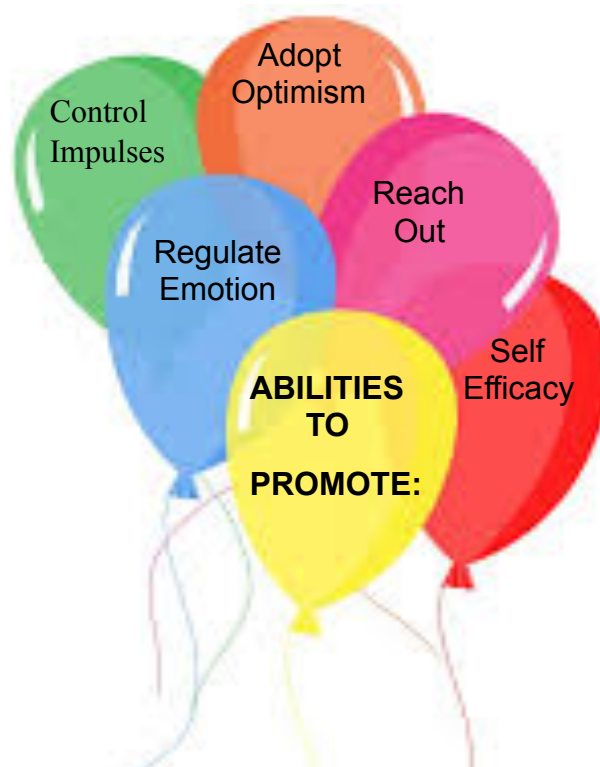 Adopt
Optimism
Control
Impulses
Reach
Out
Regulate
Emotion
Self
Efficacy
ABILITIES
TO
PROMOTE: